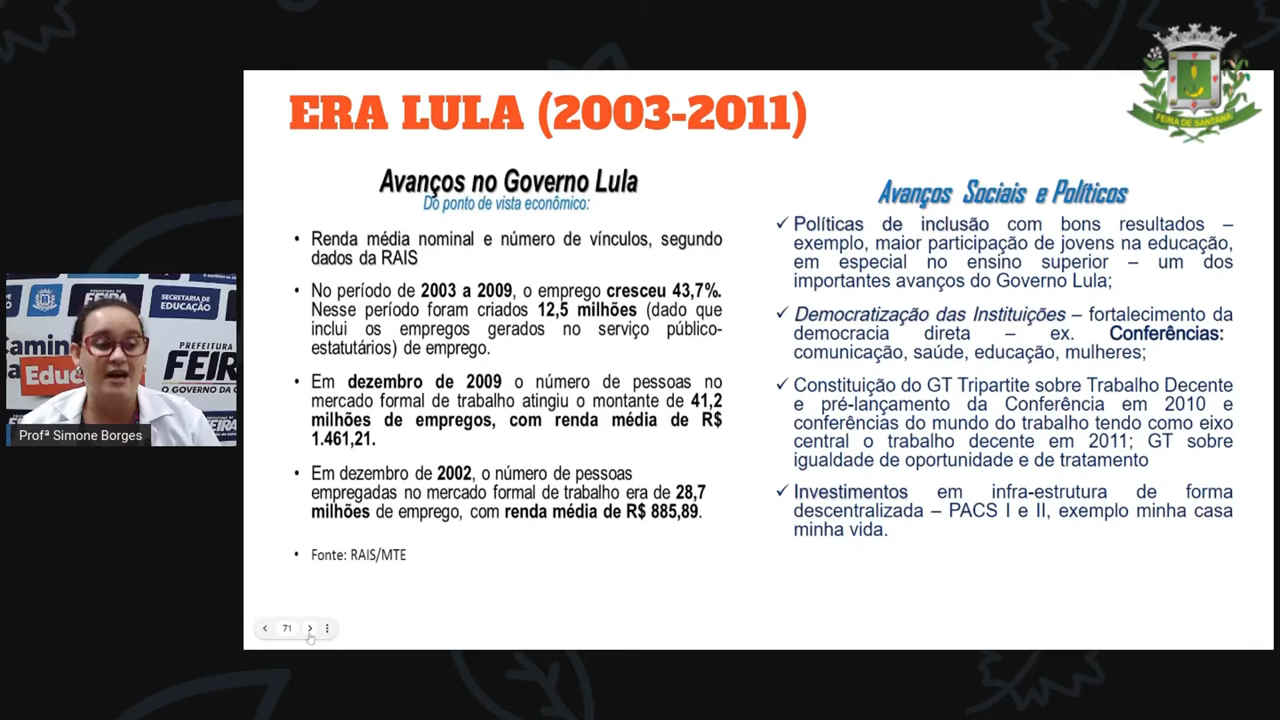 FEIRA DE SANTANA
ERA LULA (2003-2011)
Avanços no Governo Lula
Do ponto de vista econômico:
• Renda média nominal e número de vínculos, segundo
dados da RAIS
• No período de 2003 a 2009, o emprego cresceu 43,7%.
Nesse período foram criados 12,5 milhões (dado que
inclui os empregos gerados no serviço público-
estatutários) de emprego.
• Em dezembro de 2009 o número de pessoas no
mercado formal de trabalho atingiu o montante de 41,2
milhões de empregos, com renda média de R$
1.461,21.
• Em dezembro de 2002, o número de pessoas
empregadas no mercado formal de trabalho era de 28,7
milhões de emprego, com renda média de R$ 885,89.
• Fonte: RAIS/MTE
Avanços Sociais e Políticos
✓ Políticas de inclusão com bons resultados –
exemplo, maior participação de jovens na educação,
em especial no ensino superior – um dos
importantes avanços do Governo Lula;
✓ Democratização das Instituições – fortalecimento da
democracia direta – ex. Conferências:
comunicação, saúde, educação, mulheres;
✓ Constituição do GT Tripartite sobre Trabalho Decente
e pré-lançamento da Conferência em 2010 e
conferências do mundo do trabalho tendo como eixo
central o trabalho decente em 2011; GT sobre
igualdade de oportunidade e de tratamento
✓ Investimentos em infra-estrutura de forma
descentralizada – PACS I e II, exemplo minha casa
minha vida.
71
SECRETARIA DE
EDUCAÇÃO
PREFEITURA
FEIRA
O GOVERNO DA
Camin
da
Educ
Profª Simone Borges